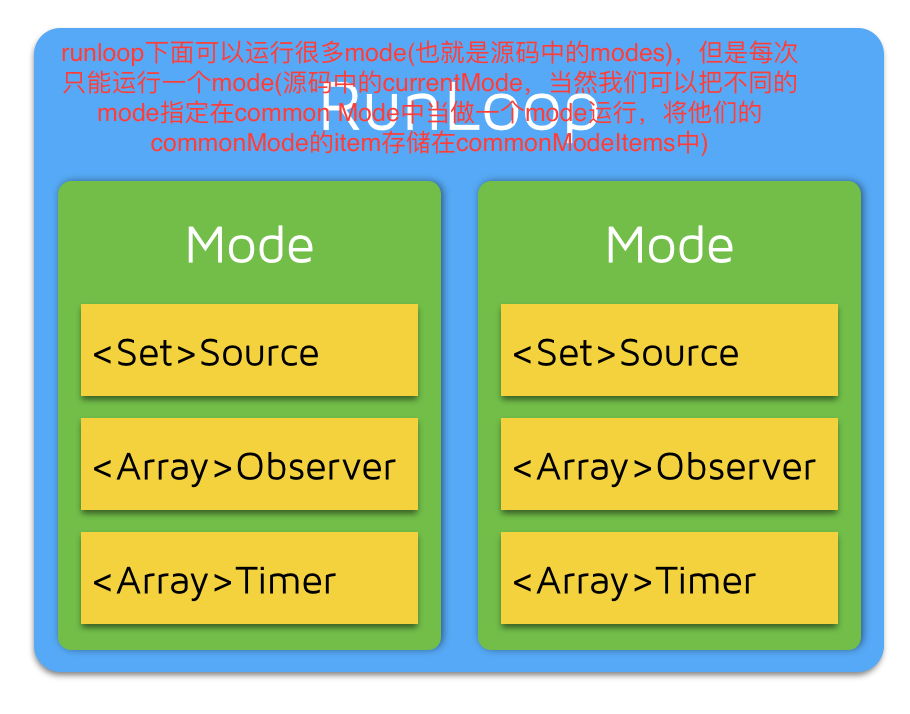 runloop下面可以运行很多mode(也就是源码中的modes)，但是每次
只能运行一个mode(源码中的currentMode，当然我们可以把不同的
mode指定在common Mode中当做一个mode运行，将他们的
commonMode的item存储在commonModeItems中)
RunLoop
Mode
<Set>Source
<Array>Observer
<Array>Timer
Mode
<Set>Source
<Array>Observer
<Array>Timer